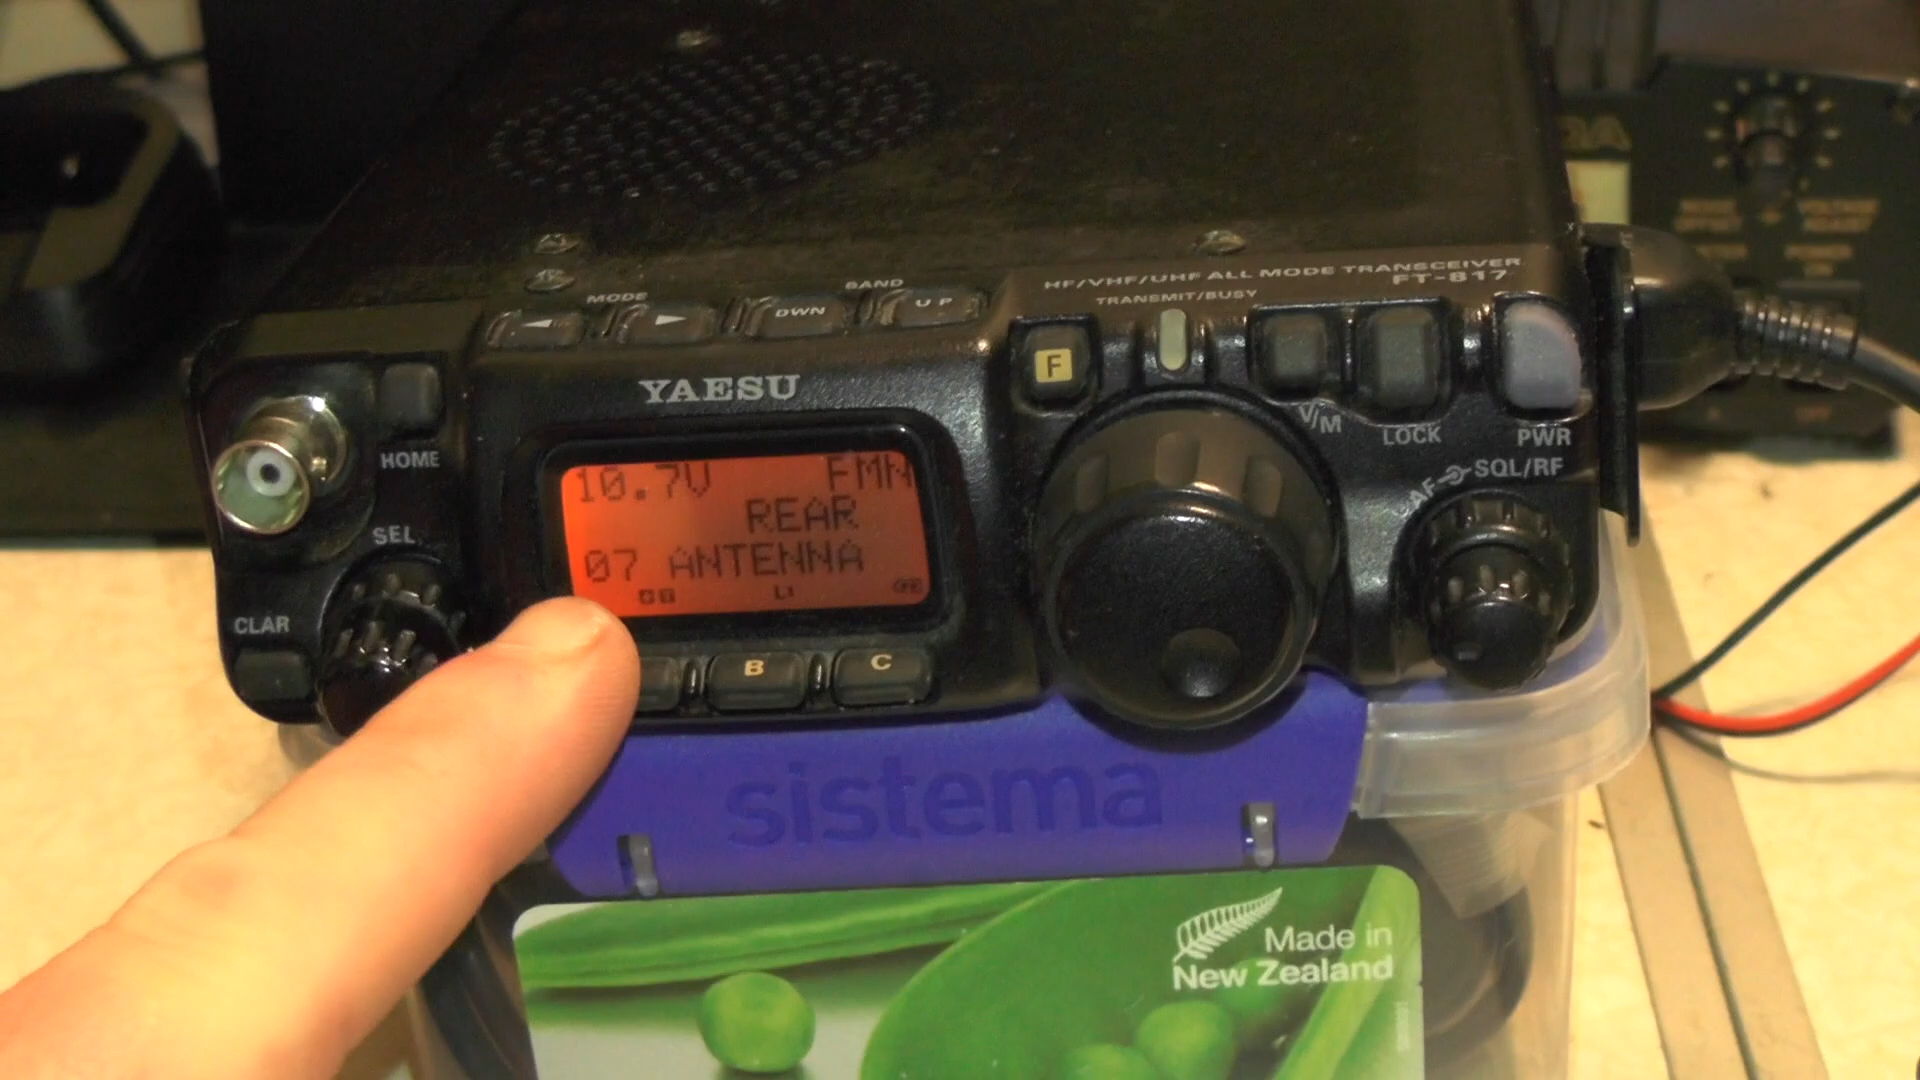 HF/VHF/UHF ALL MODE TRANSCEIVER
FT-817
MODE
BAND
TRANSMIT/BUSY
DWN
UP
F
YAESU
HOME
V/M
LOCK
PWR
AF
SQL/RF
10.7V FMN
REAR
07 ANTENNA
SEL
CLAR
B
C
sistema
Made in
New Zealand